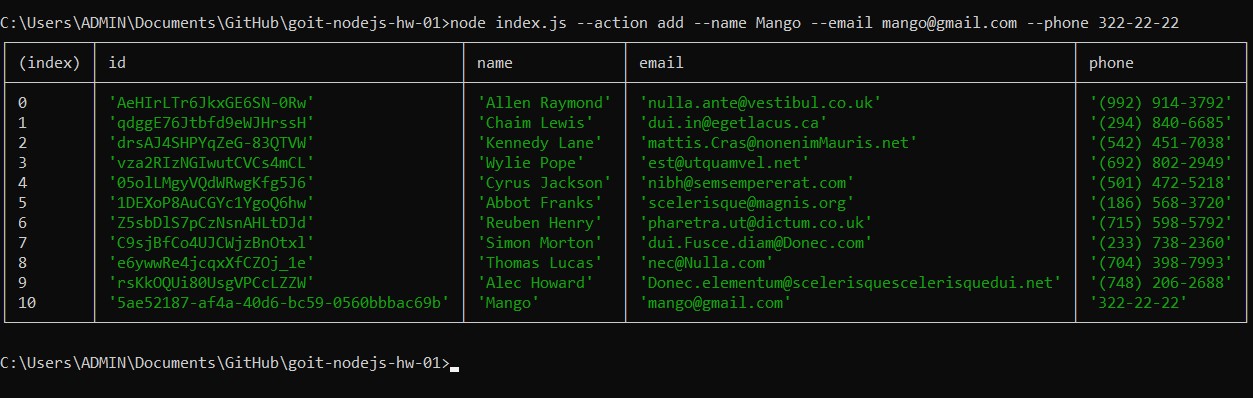 C:\Users\ADMIN\Documents\GitHub\goit-nodejs-hw-01>node index.js --action add --name Mango --email mango@gmail.com --phone 322-22-22
(index) id name email phone
0 'AeHIrLTr6JkxGE6SN-0Rw' 'Allen Raymond' 'nulla.ante@vestibul.co.uk' '(992) 914-3792'
1 'qdggE76Jtbfd9eWJHrssH' 'Chaim Lewis' 'dui.in@egetlacus.ca' '(294) 840-6685'
2 'drsAJ4SHPYqZeG-83QTVW' 'Kennedy Lane' 'mattis.Cras@nonenimMauris.net' '(542) 451-7038'
3 'vza2RIzNGIwutCVCs4mCL' 'Wylie Pope' 'est@utquamvel.net' '(692) 802-2949'
4 '05olLMgyVQdWRwgKfg5J6' 'Cyrus Jackson' 'nibh@semsempererat.com' '(501) 472-5218'
5 '1DEXoP8AuCGYc1YgoQ6hw' 'Abbot Franks' 'scelerisque@magnis.org' '(186) 568-3720'
6 'Z5sbDlS7pCzNsnAHLtDJd' 'Reuben Henry' 'pharetra.ut@dictum.co.uk' '(715) 598-5792'
7 'C9sjBfCo4UJCWjzBnOtxl' 'Simon Morton' 'dui.Fusce.diam@Donec.com' '(233) 738-2360'
8 'e6ywwRe4jcqxXfCZOj_1e' 'Thomas Lucas' 'nec@Nulla.com' '(704) 398-7993'
9 'rsKkOQUi80UsgVPCcLZZW' 'Alec Howard' 'Donec.elementum@scelerisquescelerisquedui.net' '(748) 206-2688'
10 '5ae52187-af4a-40d6-bc59-0560bbbac69b' 'Mango' 'mango@gmail.com' '322-22-22'
C:\Users\ADMIN\Documents\GitHub\goit-nodejs-hw-01>